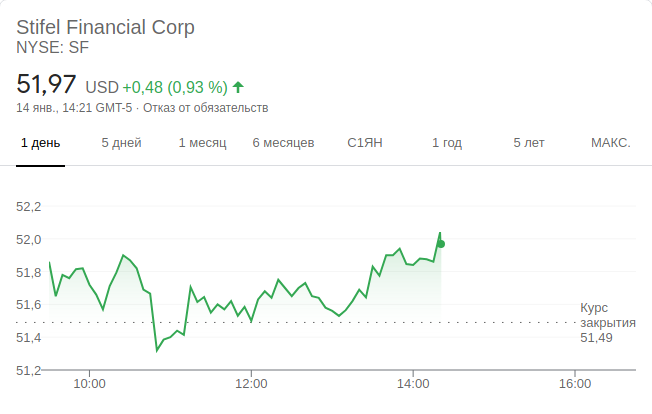 Stifel Financial Corp
NYSE: SF
51,97 USD +0,48 (0,93 %)
14 янв., 14:21 GMT-5 · Отказ от обязательств
1 день 5 дней 1 месяц 6 месяцев С1ЯН 1 год 5 лет МАКС.
52,2
52,0
51,8
51,6
51,4
51,2
Курс
закрытия
51,49
10:00 12:00 14:00 16:00